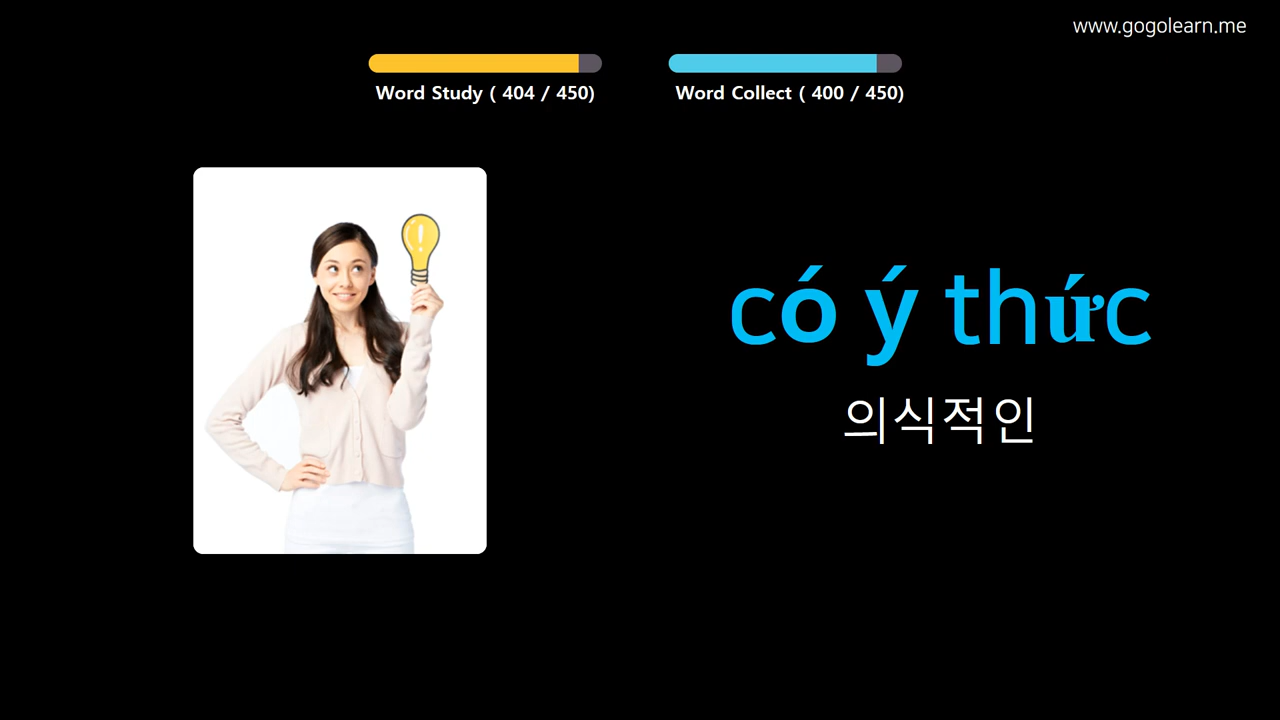 www.gogolearn.me
Word Study ( 404 / 450)
Word Collect ( 400 / 450)
có ý thức
의식적인